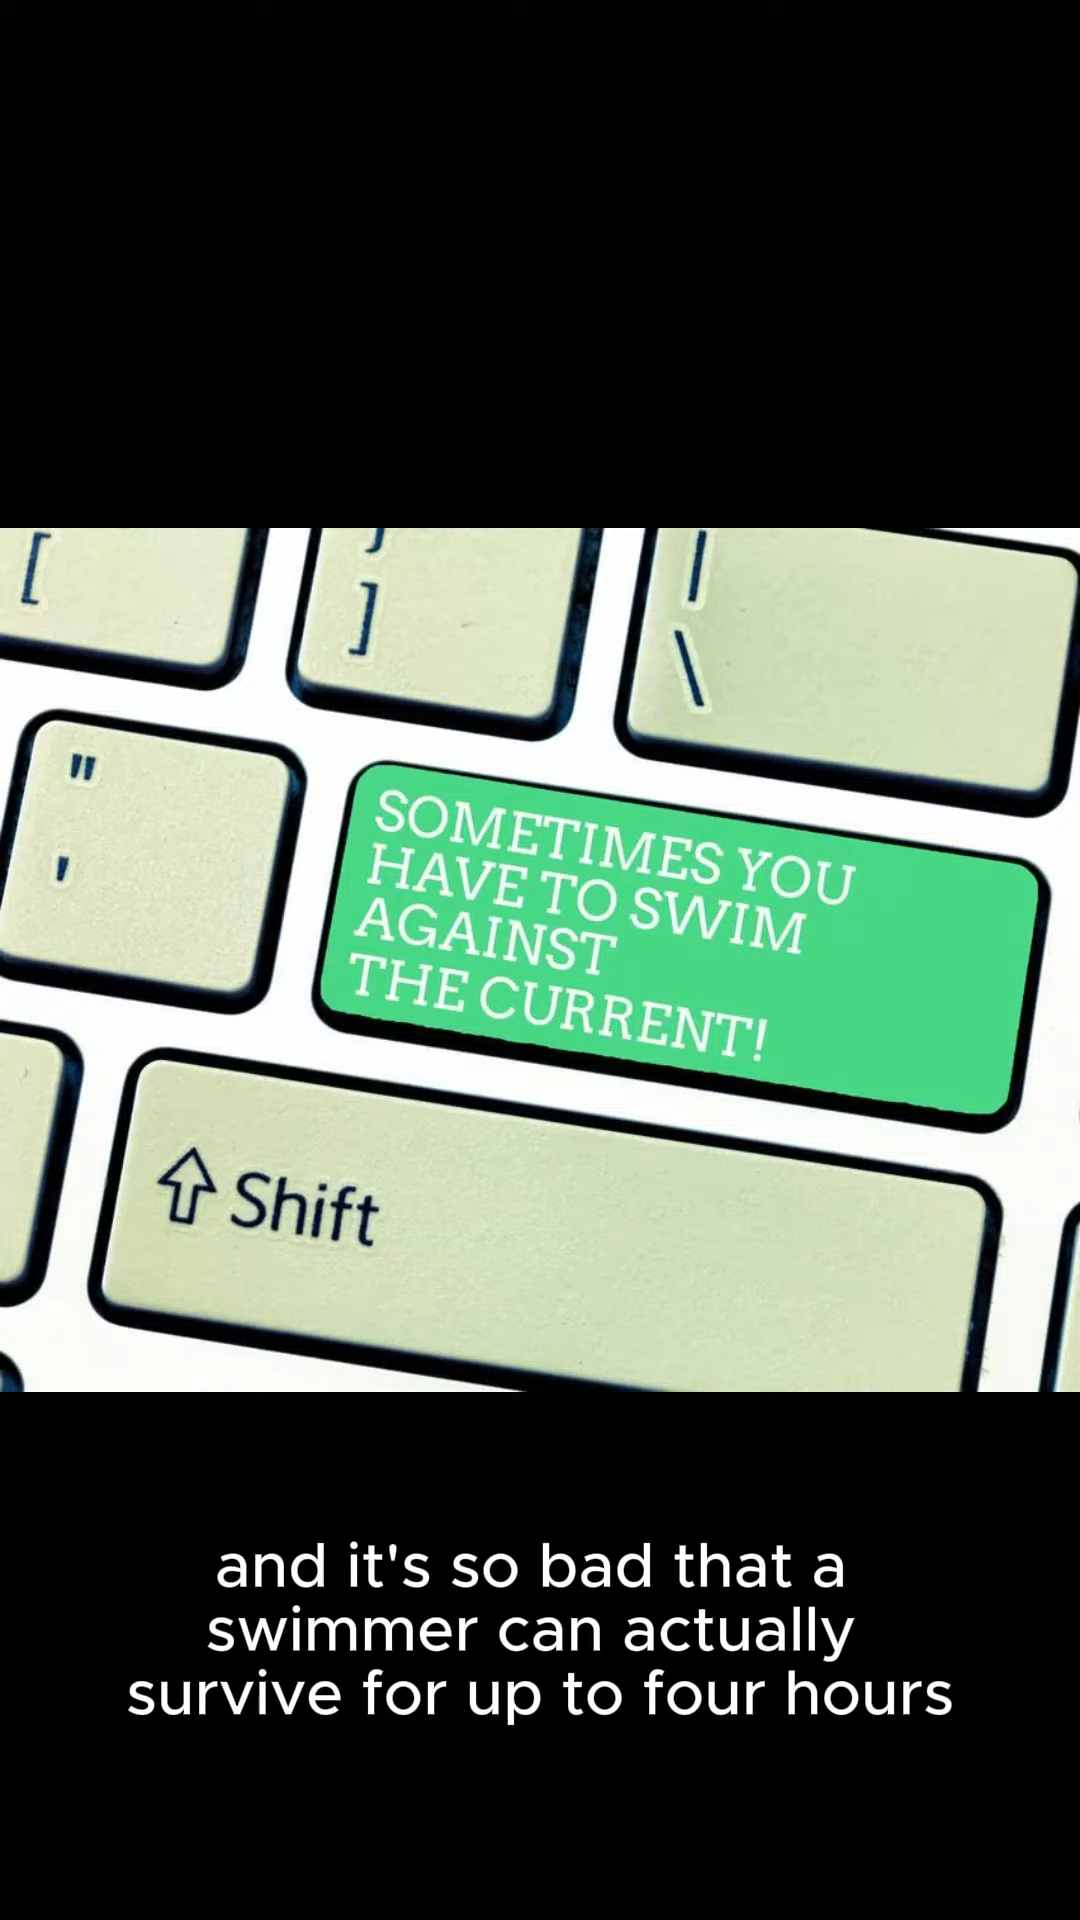 [
}
]
|
\
"
'
SOMETIMES YOU
HAVE TO SWIM
AGAINST
THE CURRENT!
Shift
and it's so bad that a
swimmer can actually
survive for up to four hours